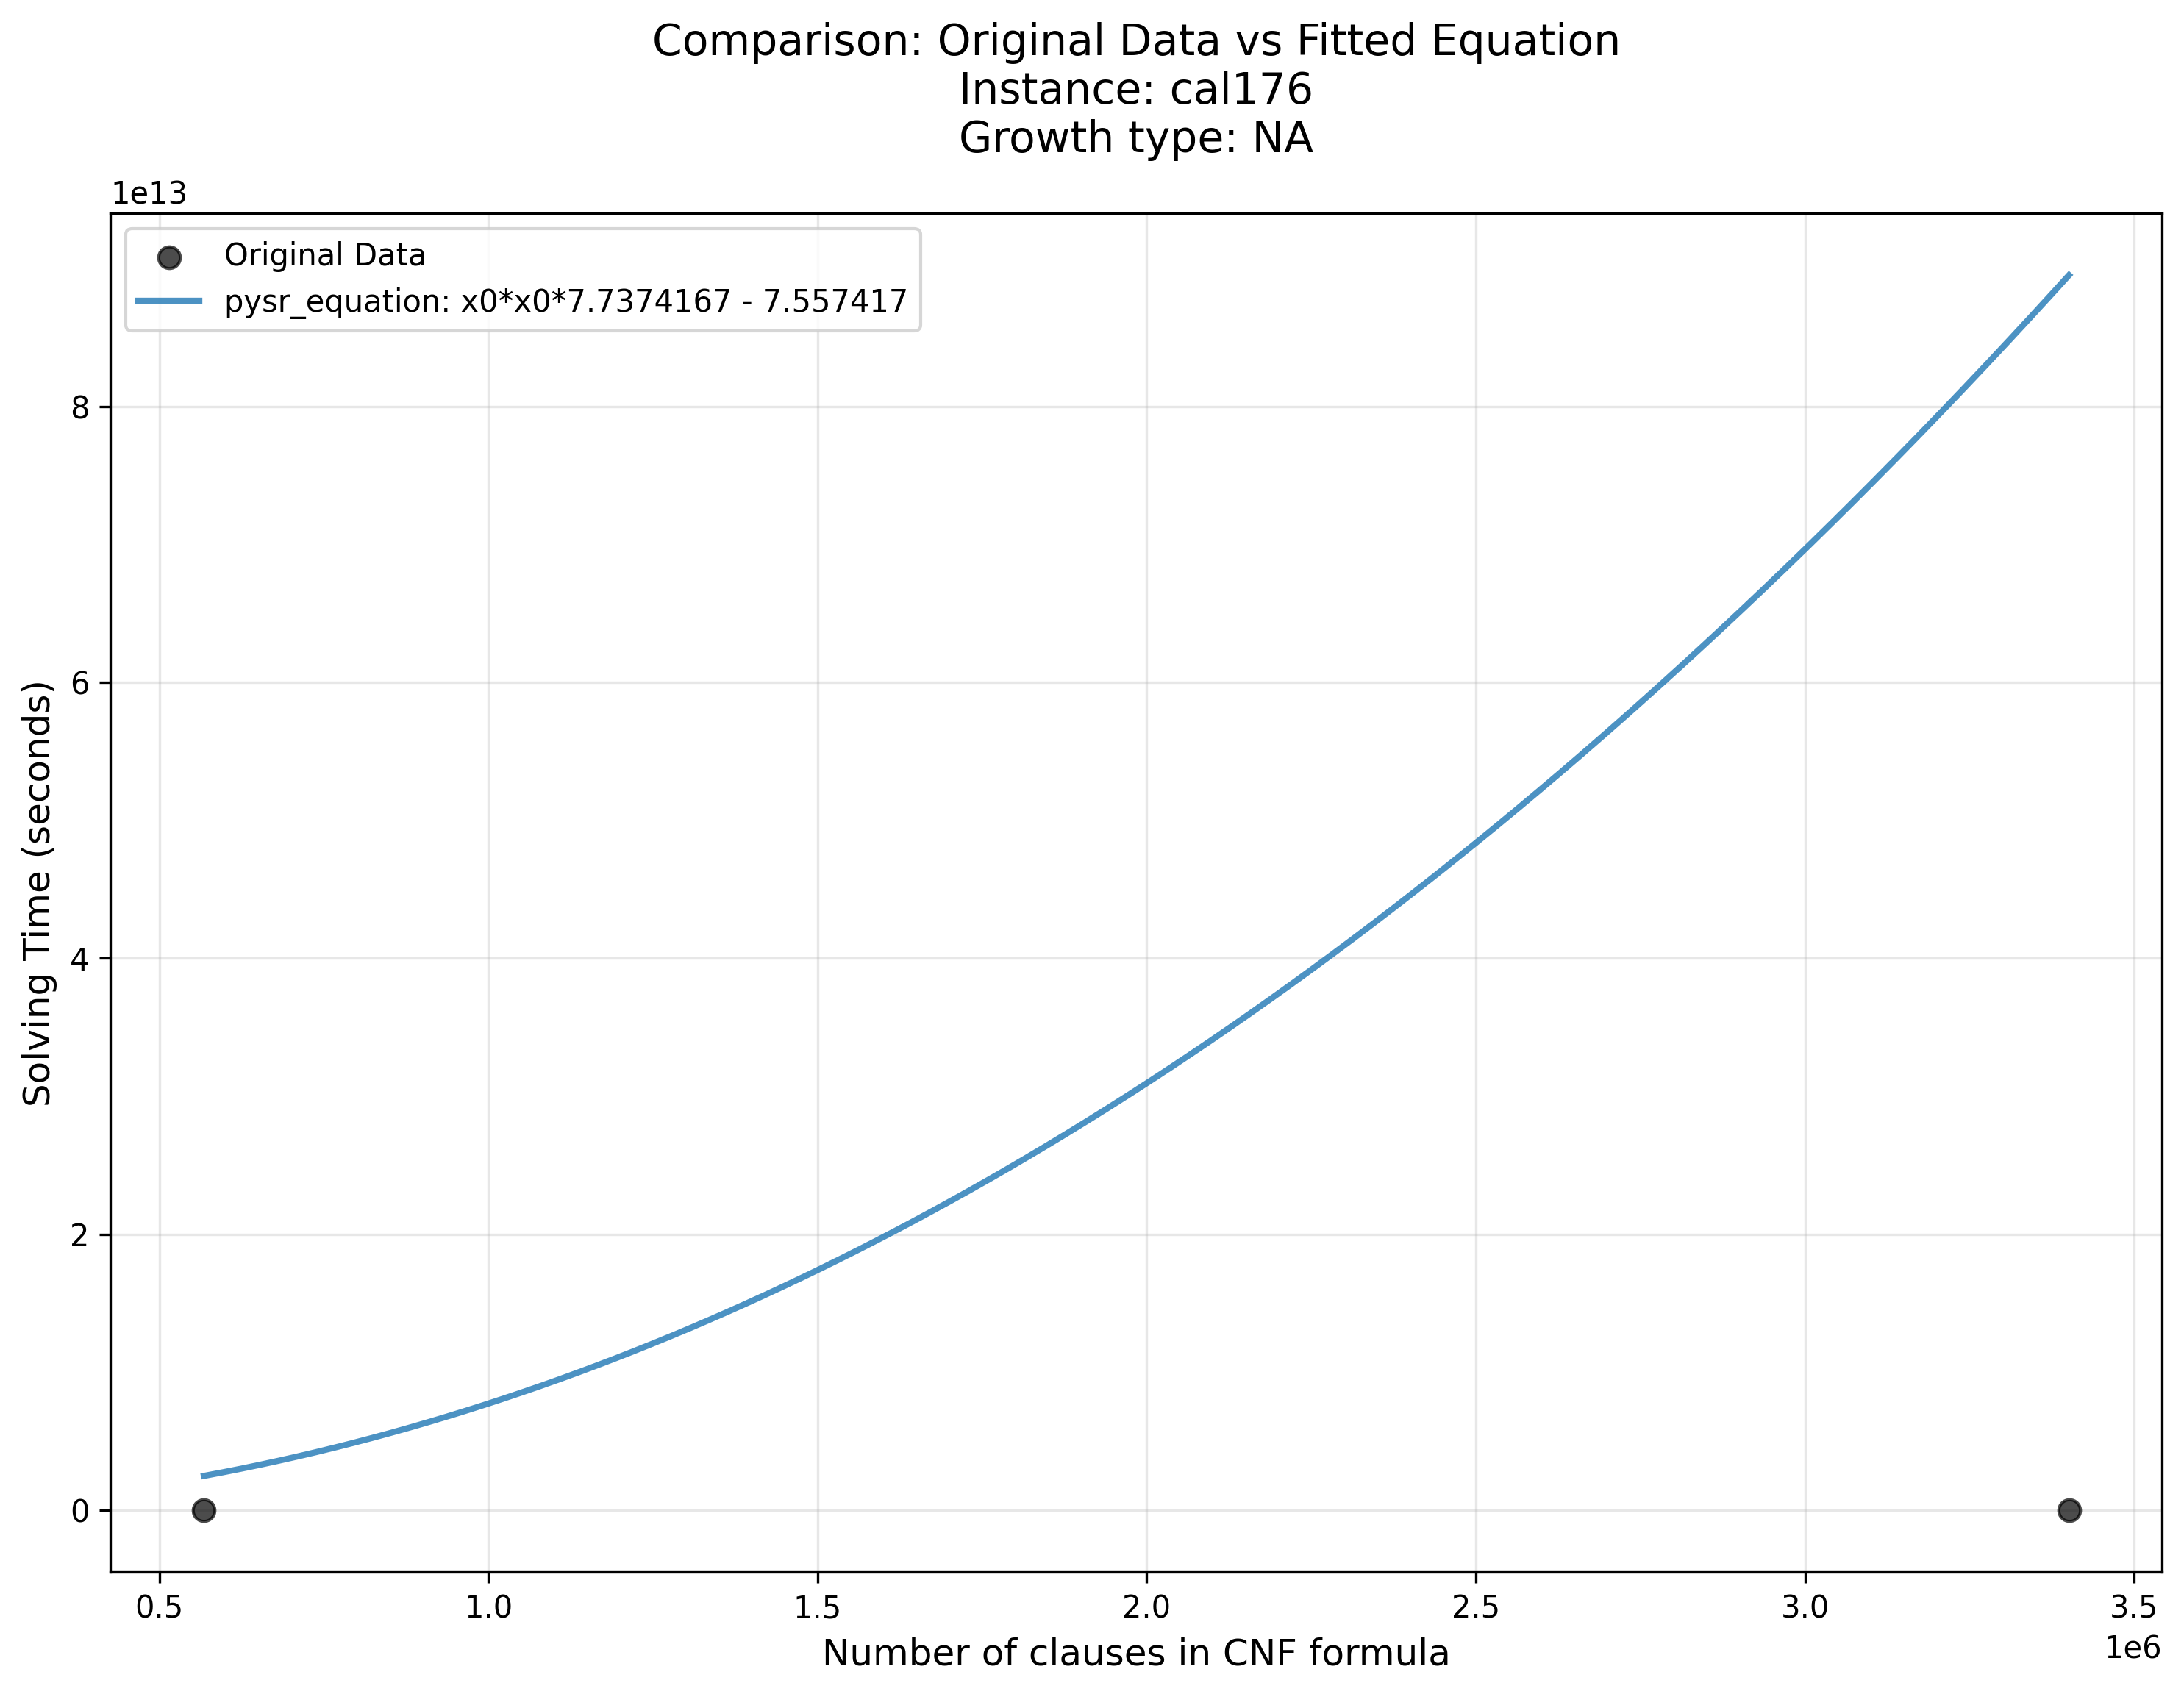 Comparison: Original Data vs Fitted Equation
Instance: cal176
Growth type: NA
1e13
Original Data
pysr_equation: x0*x0*7.7374167 - 7.557417
8
6
4
2
0
Solving Time (seconds)
0.5 1.0 1.5 2.0 2.5 3.0 3.5
1e6
Number of clauses in CNF formula